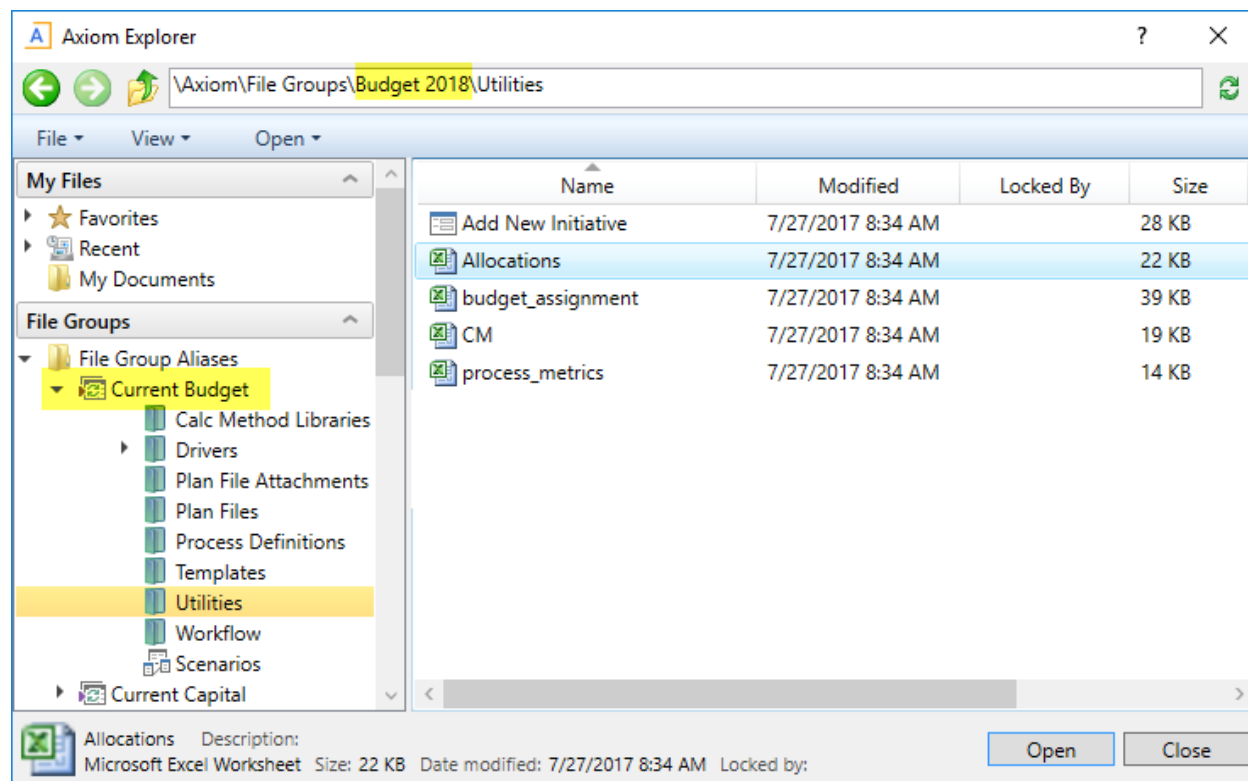 A Axiom Explorer ? ×
\Axiom\File Groups\Budget 2018\Utilities
File View Open
My Files
Favorites
Recent
My Documents
File Groups
File Group Aliases
Current Budget
Calc Method Libraries
Drivers
Plan File Attachments
Plan Files
Process Definitions
Templates
Utilities
Workflow
Scenarios
Current Capital
Name Modified Locked By Size
Add New Initiative 7/27/2017 8:34 AM 28 KB
Allocations 7/27/2017 8:34 AM 22 KB
budget_assignment 7/27/2017 8:34 AM 39 KB
CM 7/27/2017 8:34 AM 19 KB
process_metrics 7/27/2017 8:34 AM 14 KB
Allocations Description:
Microsoft Excel Worksheet Size: 22 KB Date modified: 7/27/2017 8:34 AM Locked by:
Open Close